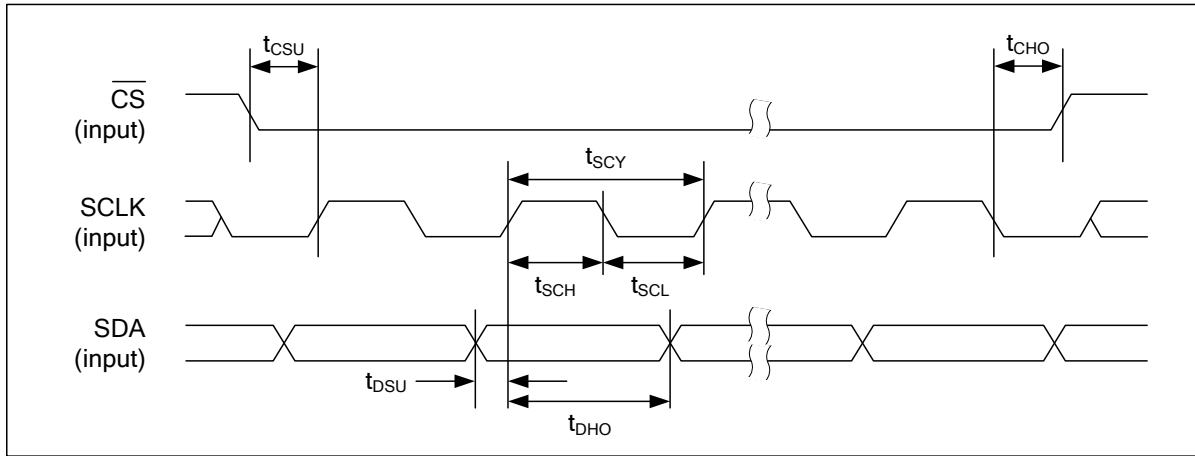 tCSU
tCHO
CS
(input)
tSCY
SCLK
(input)
tSCH
tSCL
SDA
(input)
tDSU
tDHO